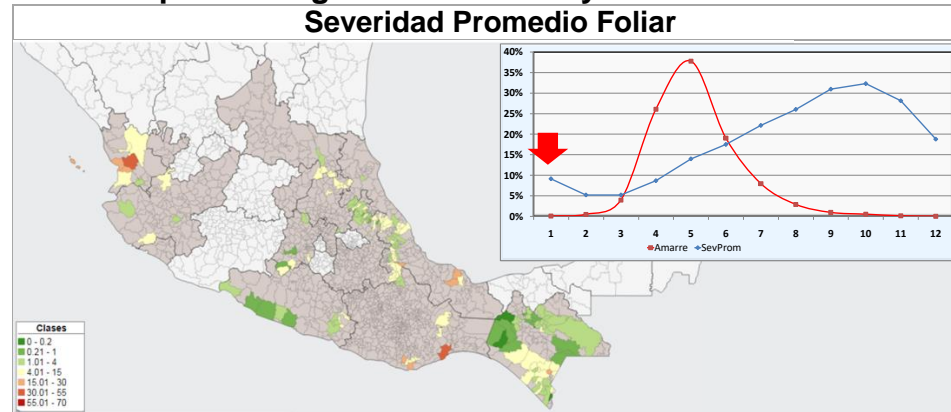 Severidad Promedio Foliar
40%
35%
30%
25%
20%
15%
10%
5%
0%
1 2 3 4 5 6 7 8 9 10 11 12
Amarre SevProm
Clases
0 - 0.2
0.21 - 1
1.01 - 4
4.01 - 15
15.01 - 30
30.01 - 55
55.01 - 70